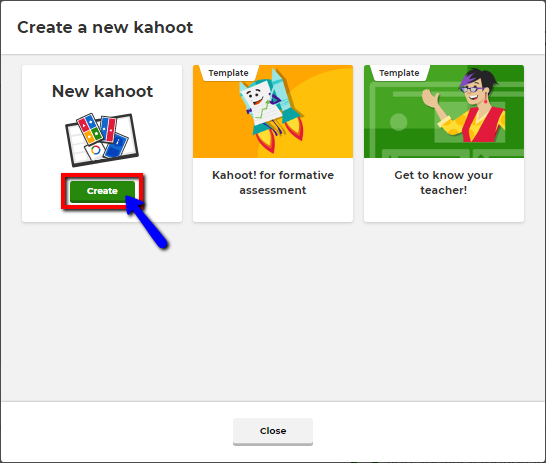 Create a new kahoot
New kahoot
Create
Template
Kahoot! for formative
assessment
Template
Get to know your
teacher!
Close